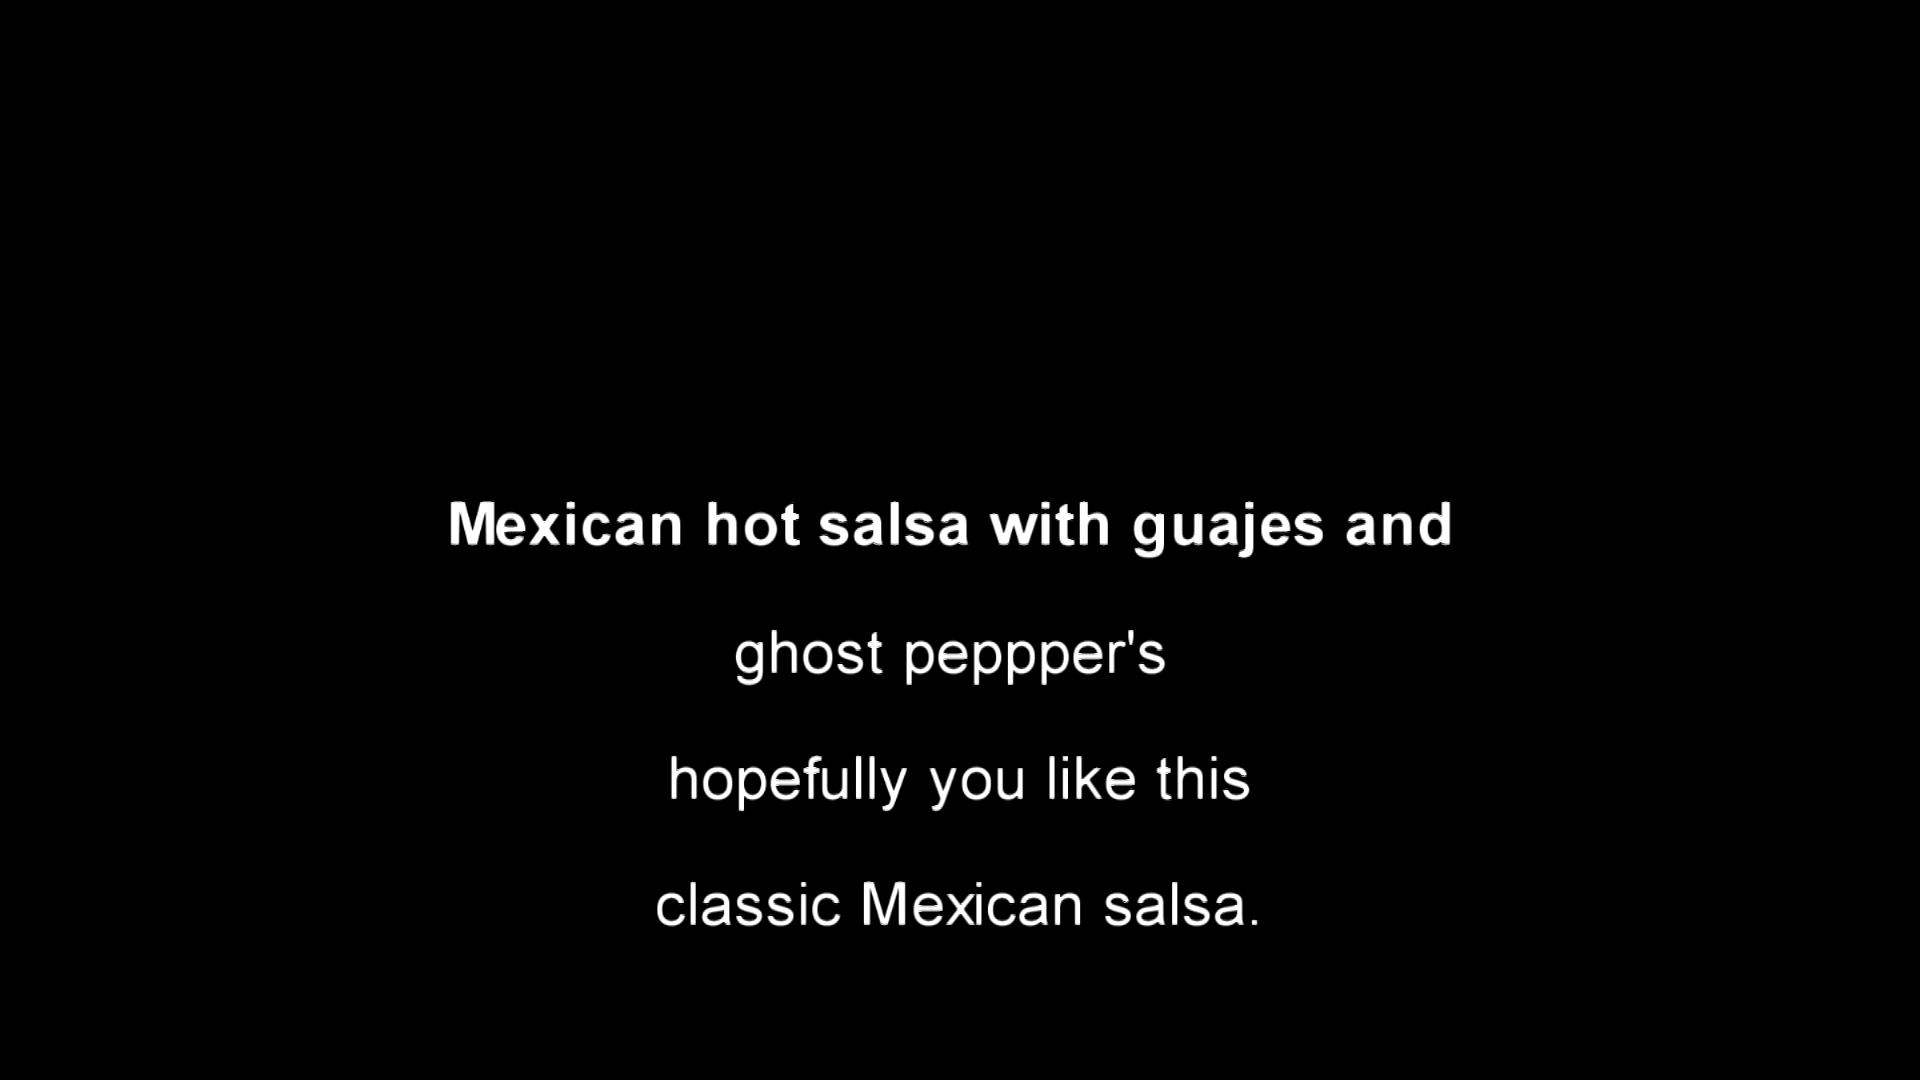 Mexican hot salsa with guajes and
ghost peppper's
hopefully you like this
classic Mexican salsa.